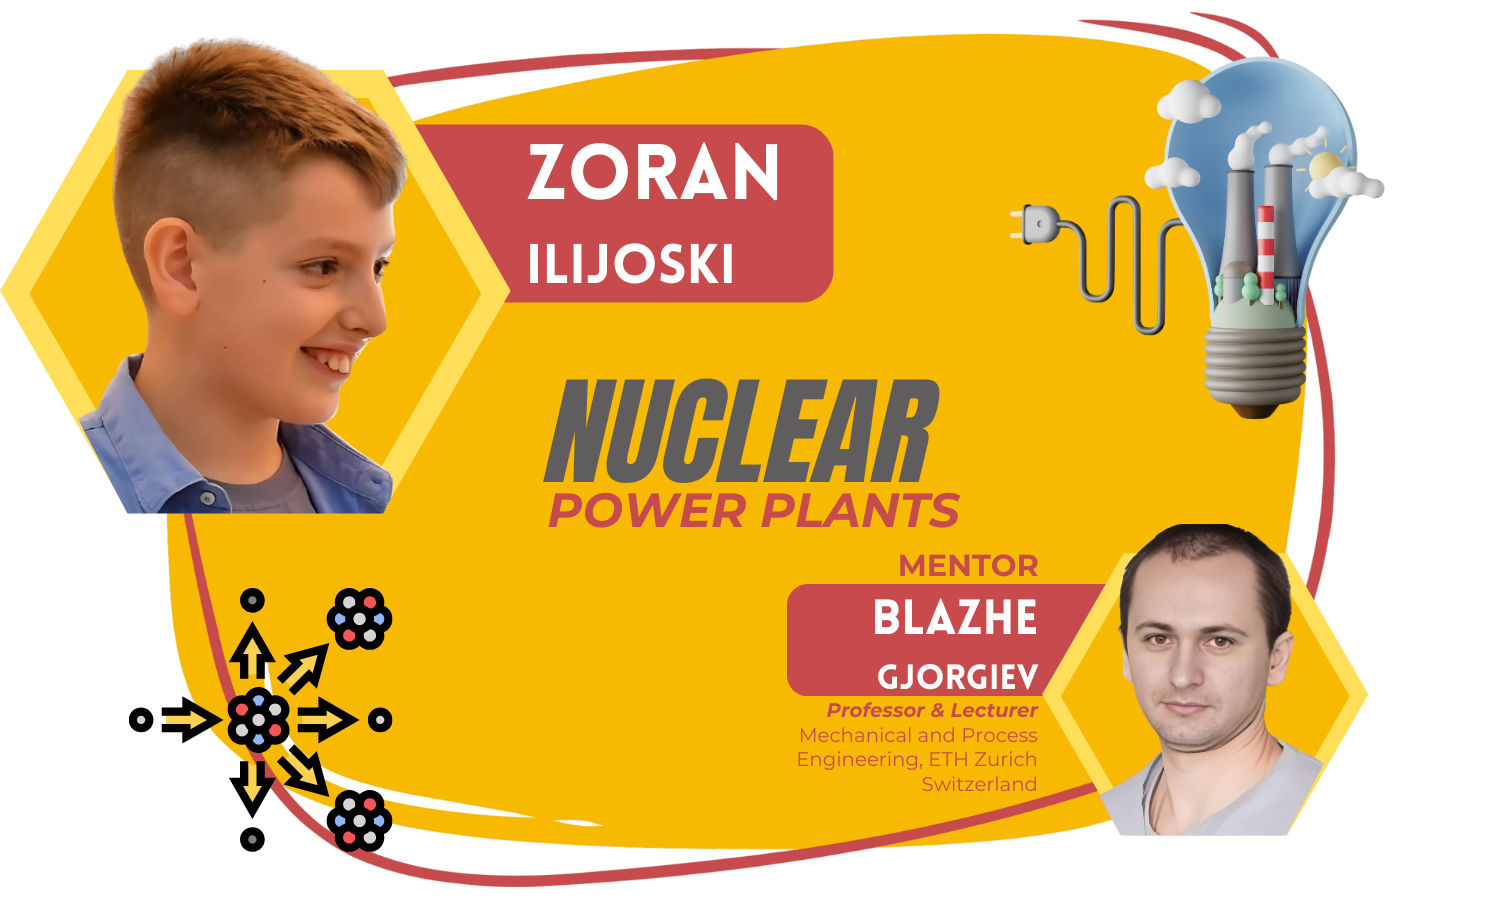 ZORAN
ILIJOSKI
NUCLEAR
POWER PLANTS
MENTOR
BLAZHE
GJORGIEV
Professor & Lecturer
Mechanical and Process
Engineering, ETH Zurich
Switzerland